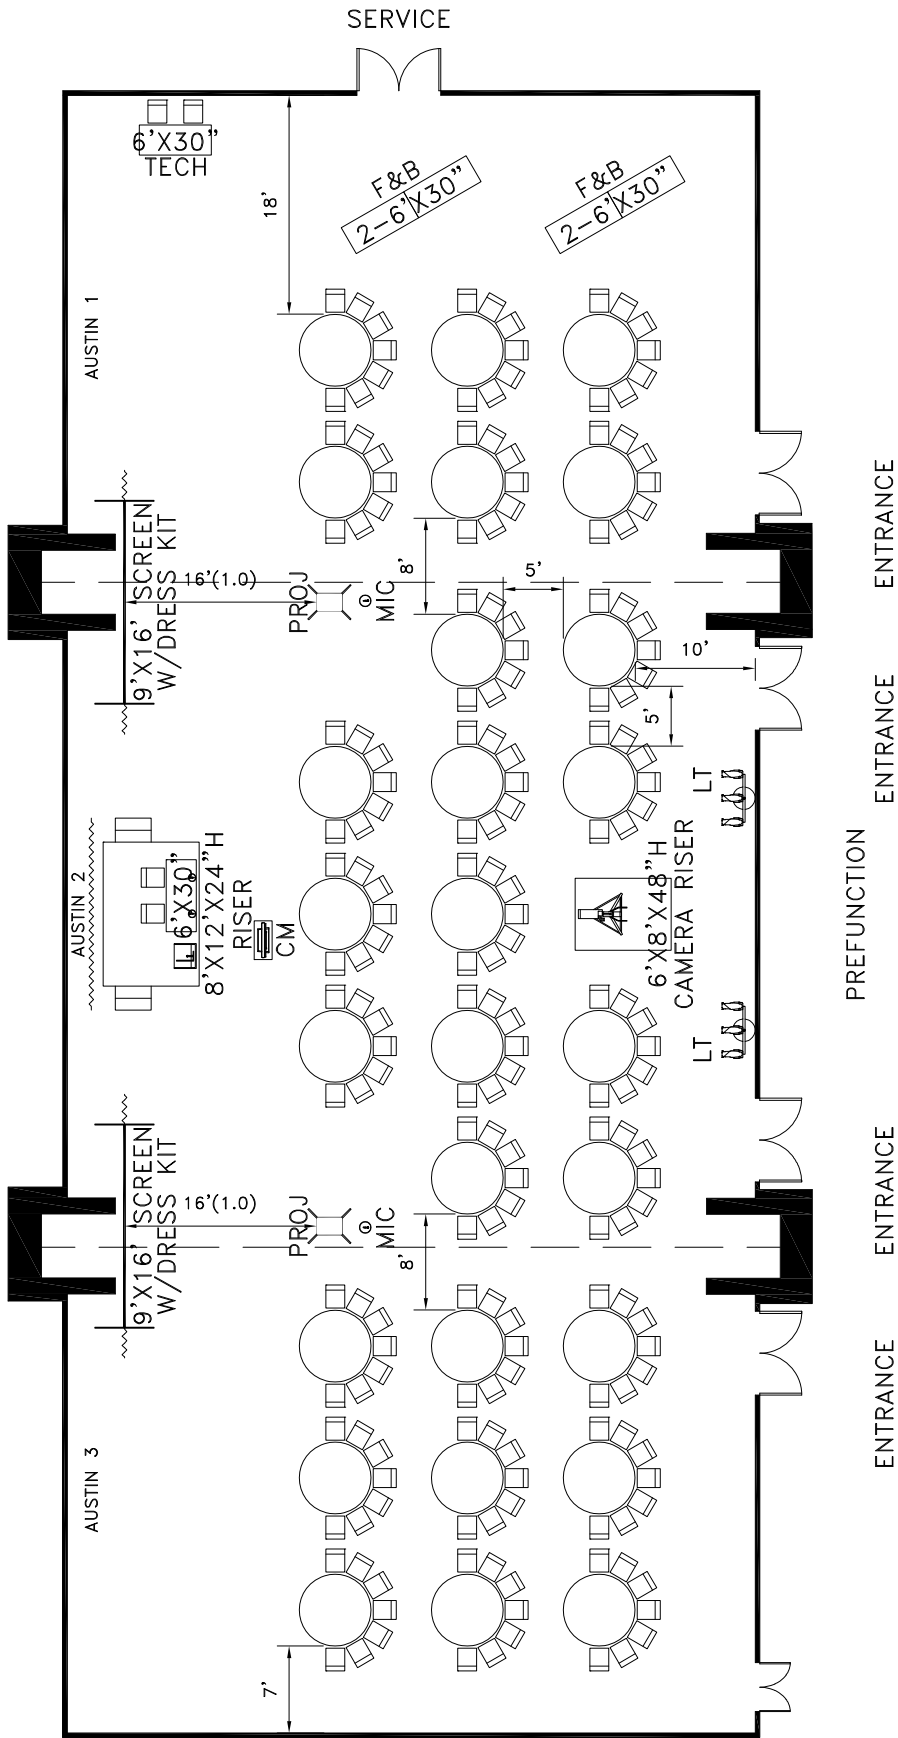 SERVICE
6'X30"
TECH
F&B
2-6'X30"
F&B
2-6'X30"
18'
AUSTIN 1
ENTRANCE
9'X16' SCREEN
W/DRESS KIT
16'(1.0)
PROJ
MIC
8'
5'
10'
5'
ENTRANCE
LT
AUSTIN 2
6'X30"
L
8'X12'X24"H
RISER
CM
6'X8'X48"H
CAMERA RISER
PREFUNCTION
LT
9'X16' SCREEN
W/DRESS KIT
16'(1.0)
PROJ
MIC
8'
ENTRANCE
ENTRANCE
AUSTIN 3
7'